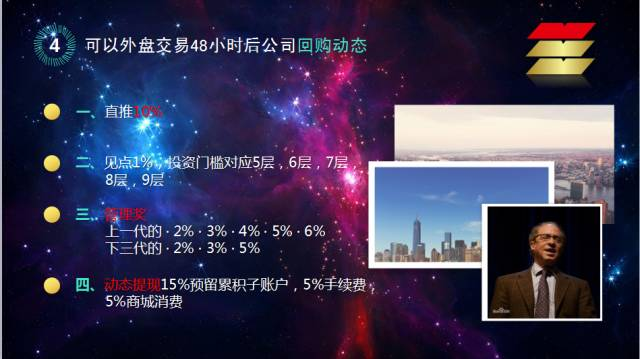 4
可以外盘交易48小时后公司回购动态
一、直推10%
二、见点1%，投资门槛对应5层，6层，7层，
8层，9层
三、管理奖
上一代的·2%·3%·4%·5%·6%
下三代的·2%·3%·5%
四、动态提现15%预留累积子账户，5%手续费，
5%商城消费